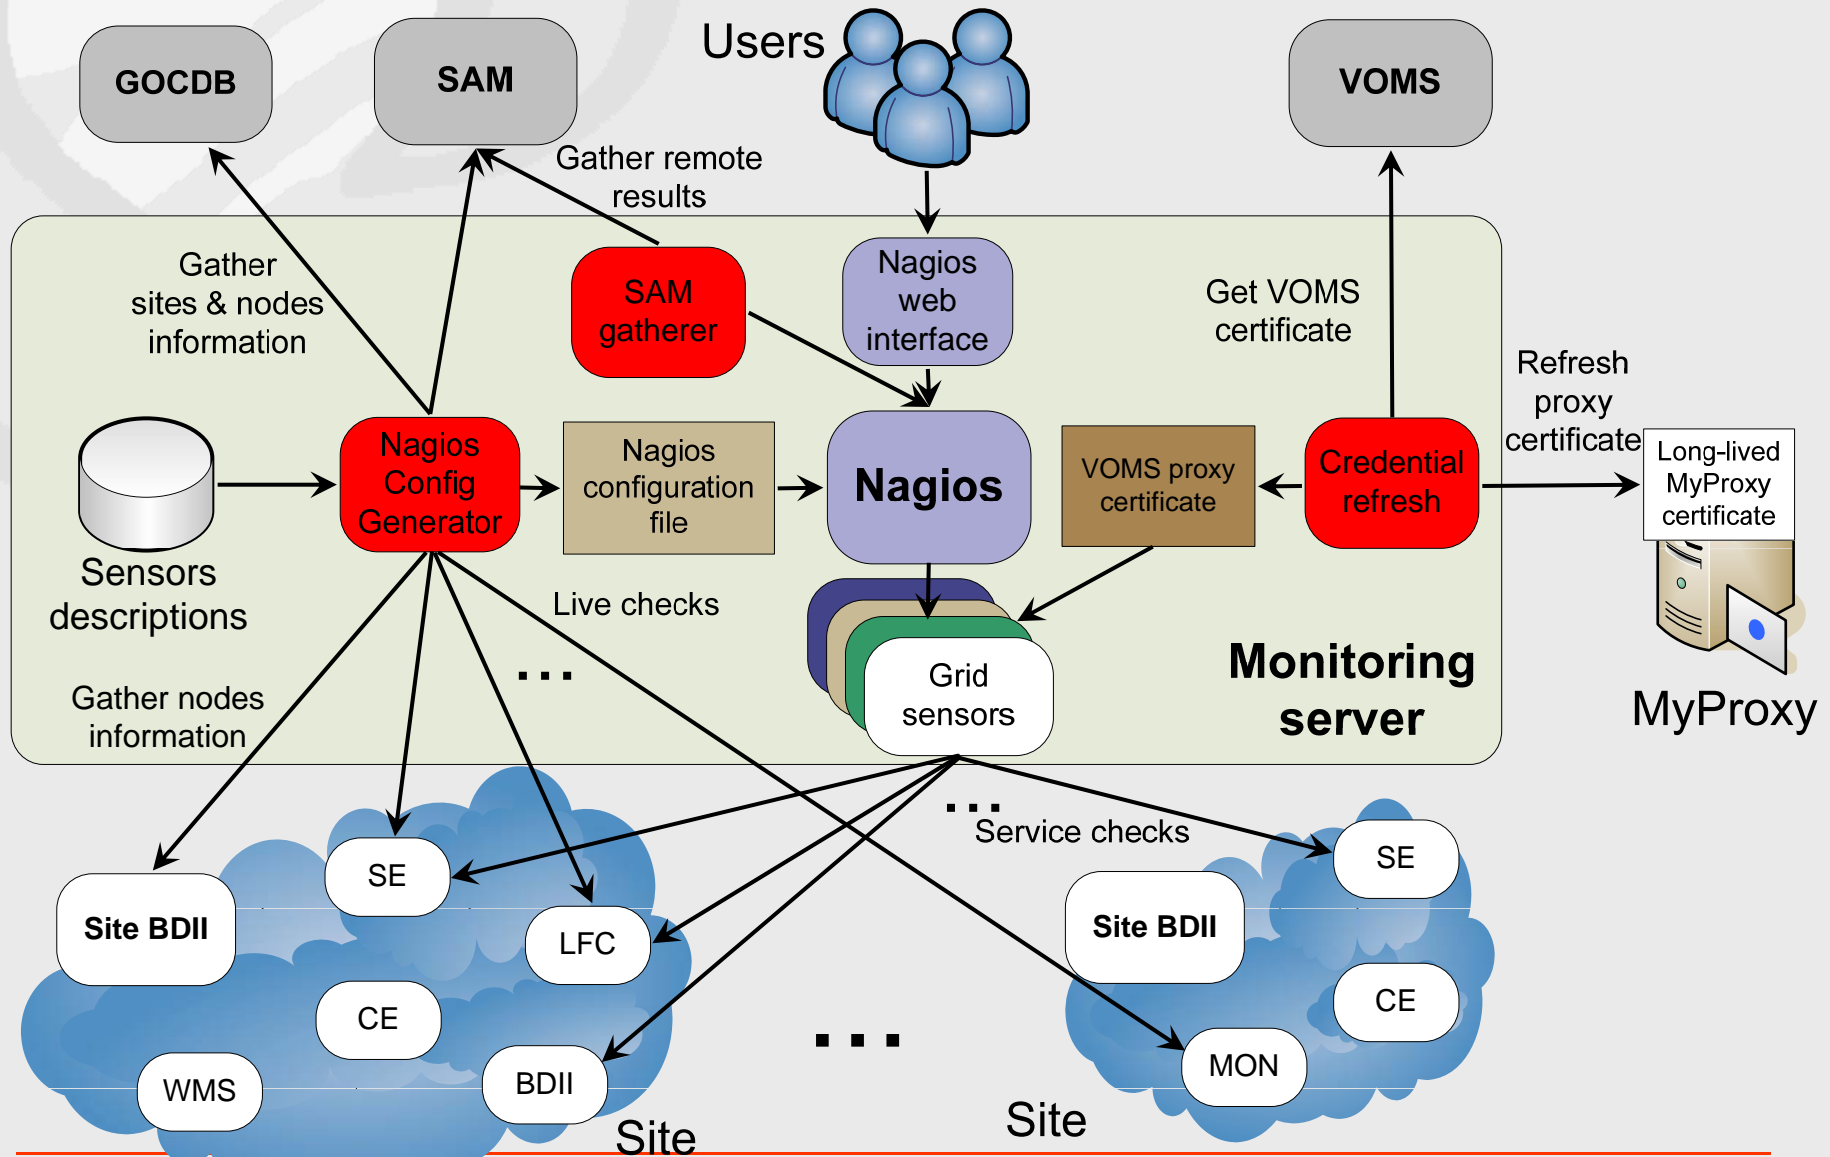 GOCDB
SAM
Users
VOMS
Gather remote
results
Gather
sites & nodes
information
SAM
gatherer
Nagios
web
interface
Get VOMS
certificate
Refresh
proxy
certificate
Nagios
Config
Generator
Nagios
configuration
file
Nagios
VOMS proxy
certificate
Credential
refresh
Long-lived
MyProxy
certificate
Sensors
descriptions
Live checks
...
Gather nodes
information
Grid
sensors
Monitoring
server
MyProxy
...
Service checks
SE
Site BDII
LFC
CE
WMS
BDII
Site
...
SE
Site BDII
CE
MON
Site